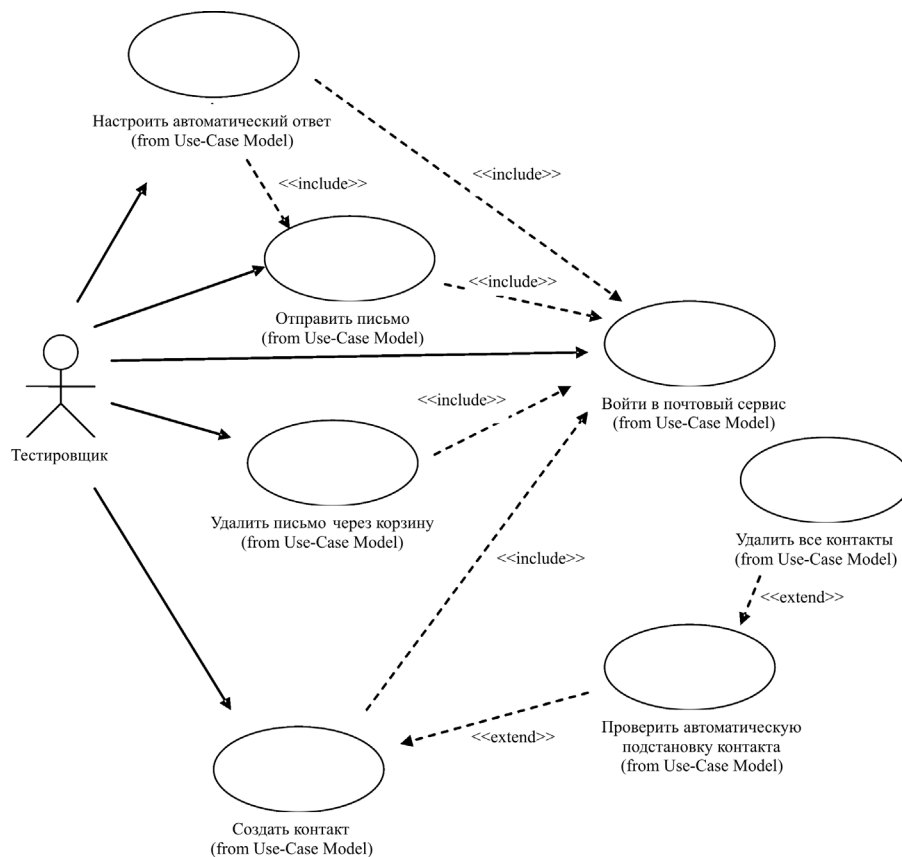 Настроить автоматический ответ
(from Use-Case Model)
<<include>>
<<include>>
<<include>>
Отправить письмо
(from Use-Case Model)
<<include>>
Войти в почтовый сервис
(from Use-Case Model)
Тестировщик
Удалить письмо через корзину
(from Use-Case Model)
Удалить все контакты
(from Use-Case Model)
<<include>>
<<extend>>
Проверить автоматическую
подстановку контакта
(from Use-Case Model)
<<extend>>
Создать контакт
(from Use-Case Model)